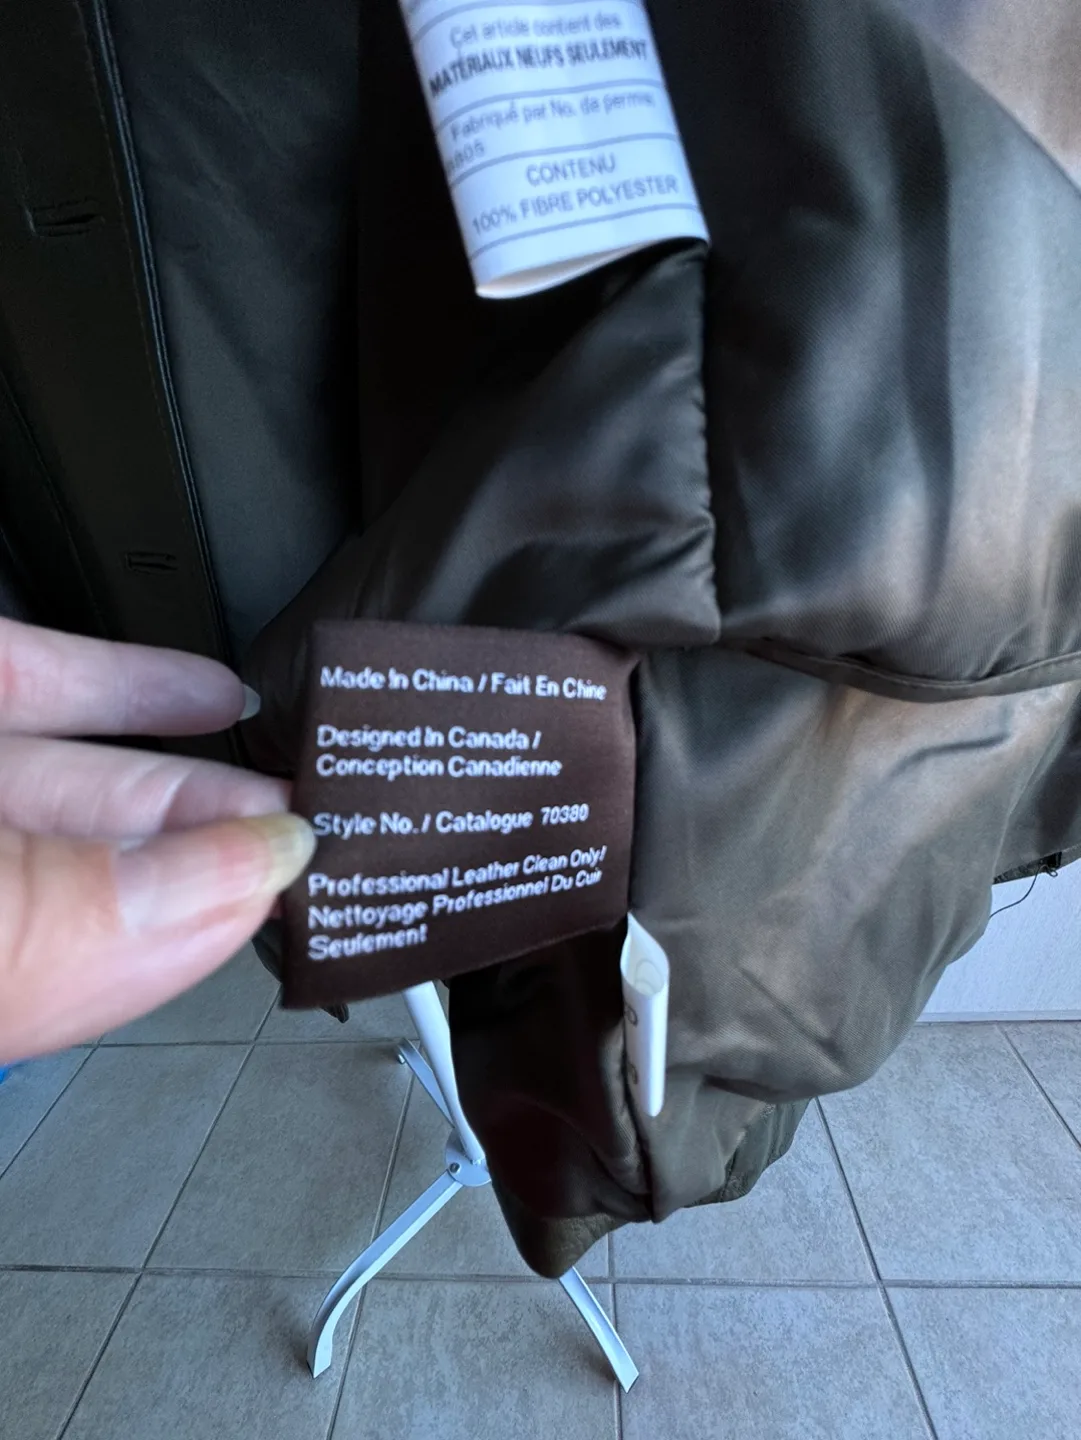 Cet article contient des
MATERIAUX NEUFS SEULEMENT
Fabriqué par No. de permis:
CONTENU
100% FIBRE POLYESTER
Made In China / Fait En Chine
Designed In Canada /
Conception Canadienne
Style No. / Catalogue 70380
Professional Leather Clean Only/
Nettoyage Professionnel Du Cuir
Seulement